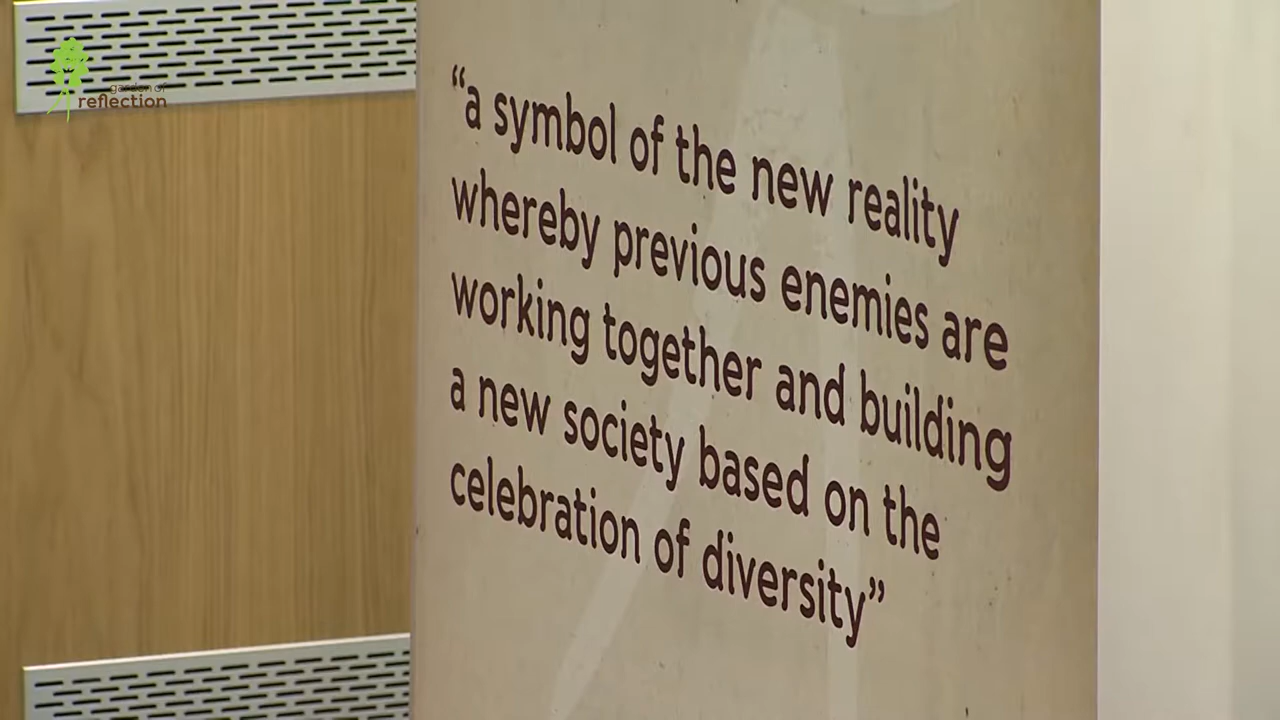 garden of
reflection
“a symbol of the new reality
whereby previous enemies are
working together and building
a new society based on the
celebration of diversity”